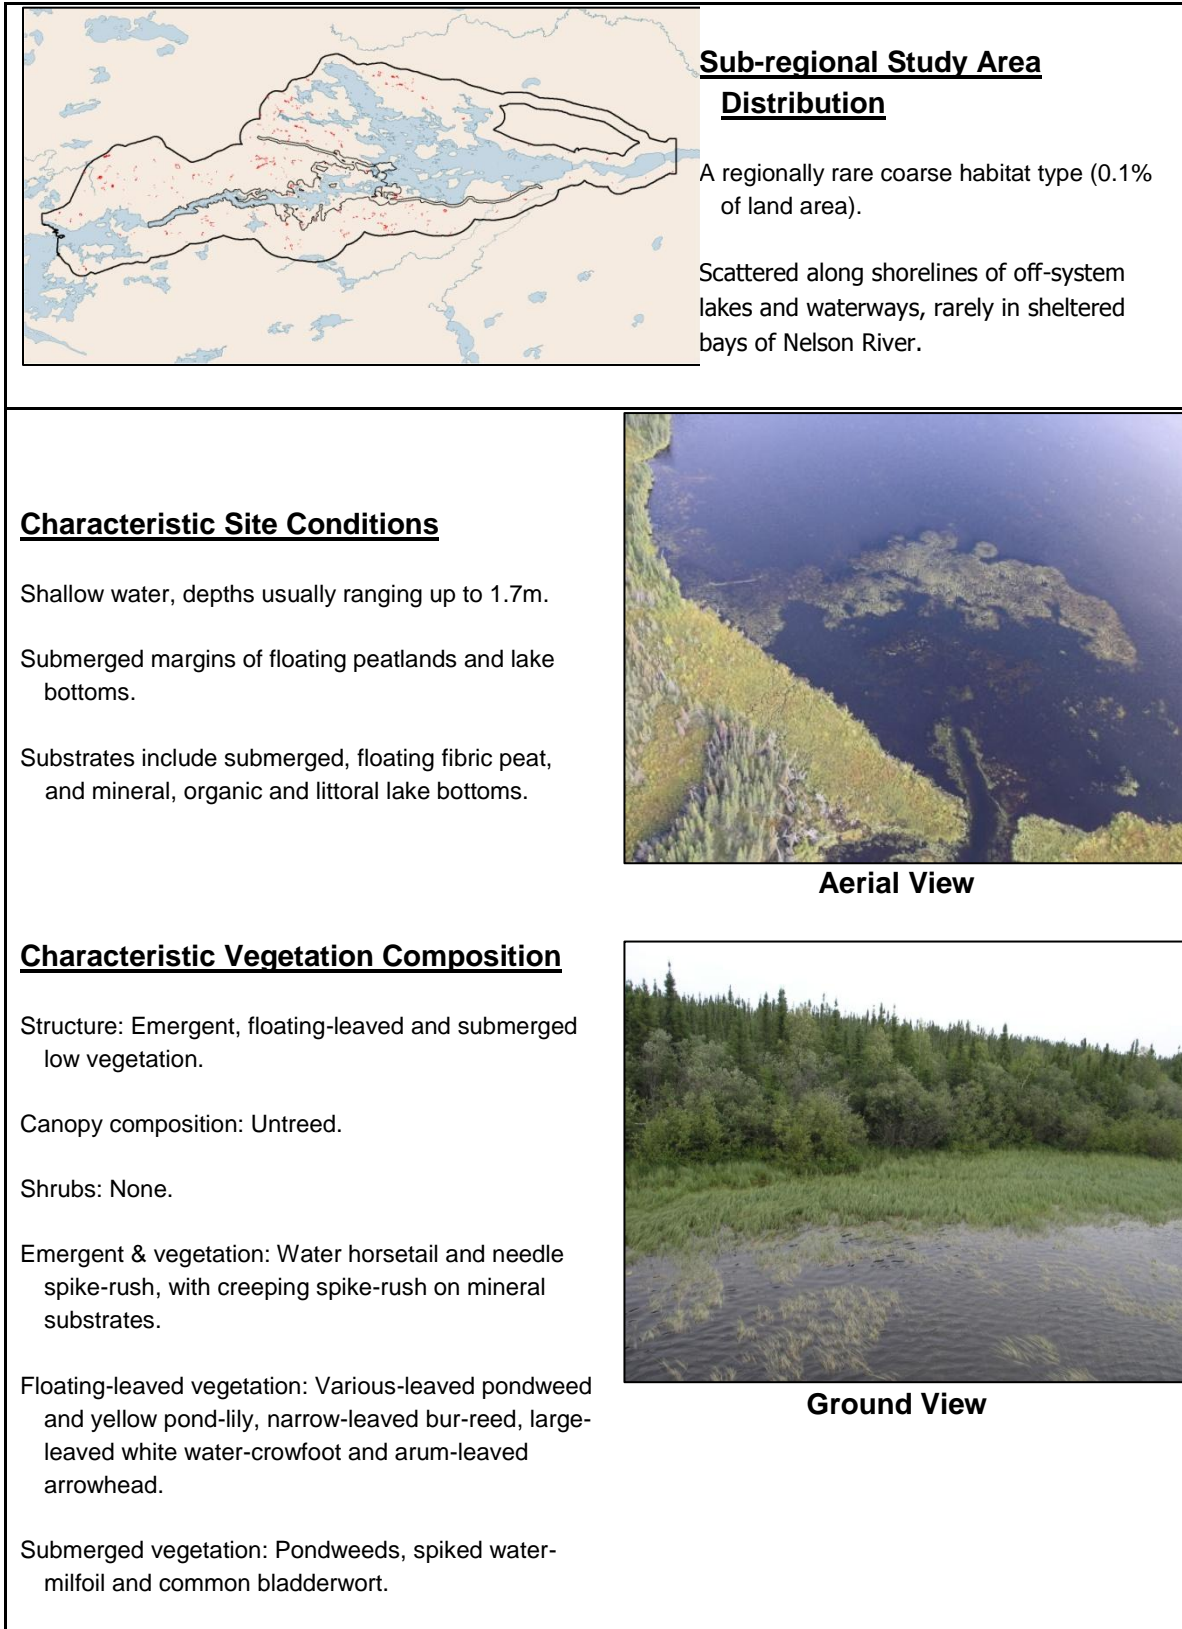 Sub-regional Study Area
Distribution
A regionally rare coarse habitat type (0.1%
of land area).
Scattered along shorelines of off-system
lakes and waterways, rarely in sheltered
bays of Nelson River.
Characteristic Site Conditions
Shallow water, depths usually ranging up to 1.7m.
Submerged margins of floating peatlands and lake
bottoms.
Substrates include submerged, floating fibric peat,
and mineral, organic and littoral lake bottoms.
Aerial View
Characteristic Vegetation Composition
Structure: Emergent, floating-leaved and submerged
low vegetation.
Canopy composition: Untreed.
Shrubs: None.
Emergent & vegetation: Water horsetail and needle
spike-rush, with creeping spike-rush on mineral
substrates.
Floating-leaved vegetation: Various-leaved pondweed
and yellow pond-lily, narrow-leaved bur-reed, large-
leaved white water-crowfoot and arum-leaved
arrowhead.
Submerged vegetation: Pondweeds, spiked water-
milfoil and common bladderwort.
Ground View